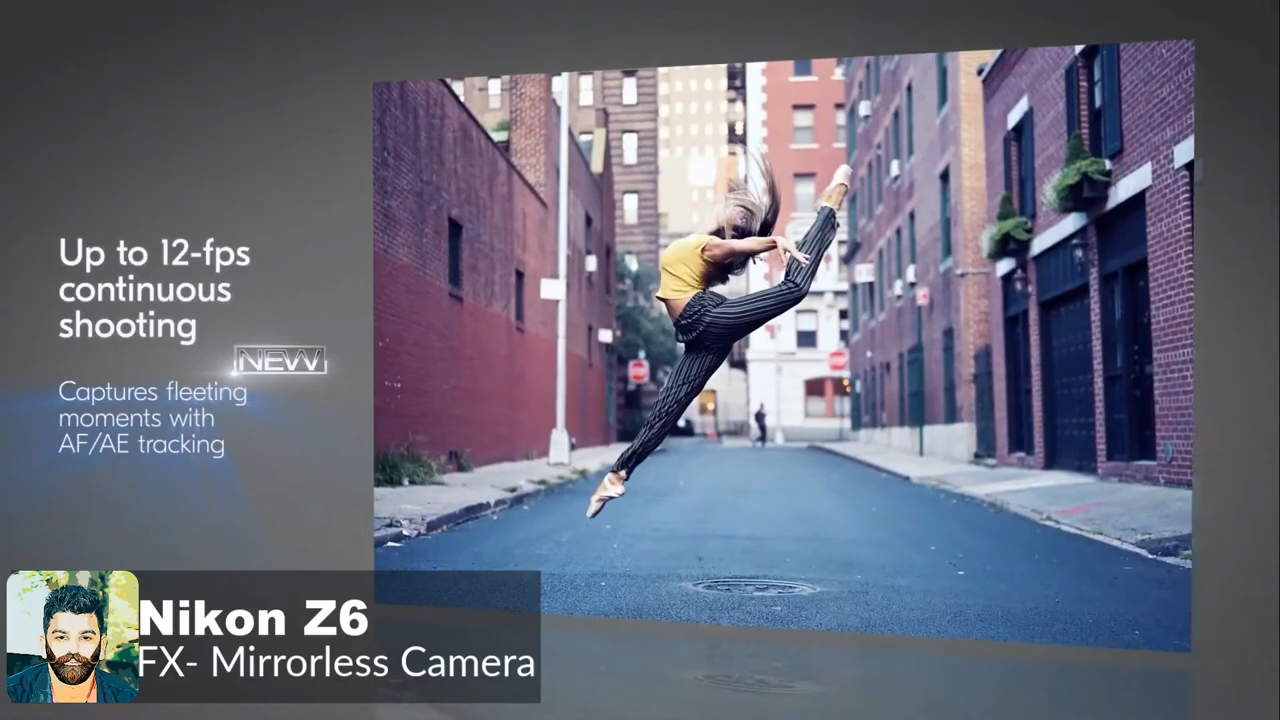 Up to 12-fps
continuous
shooting
NEW
Captures fleeting
moments with
AF/AE tracking
Nikon Z6
FX- Mirrorless Camera